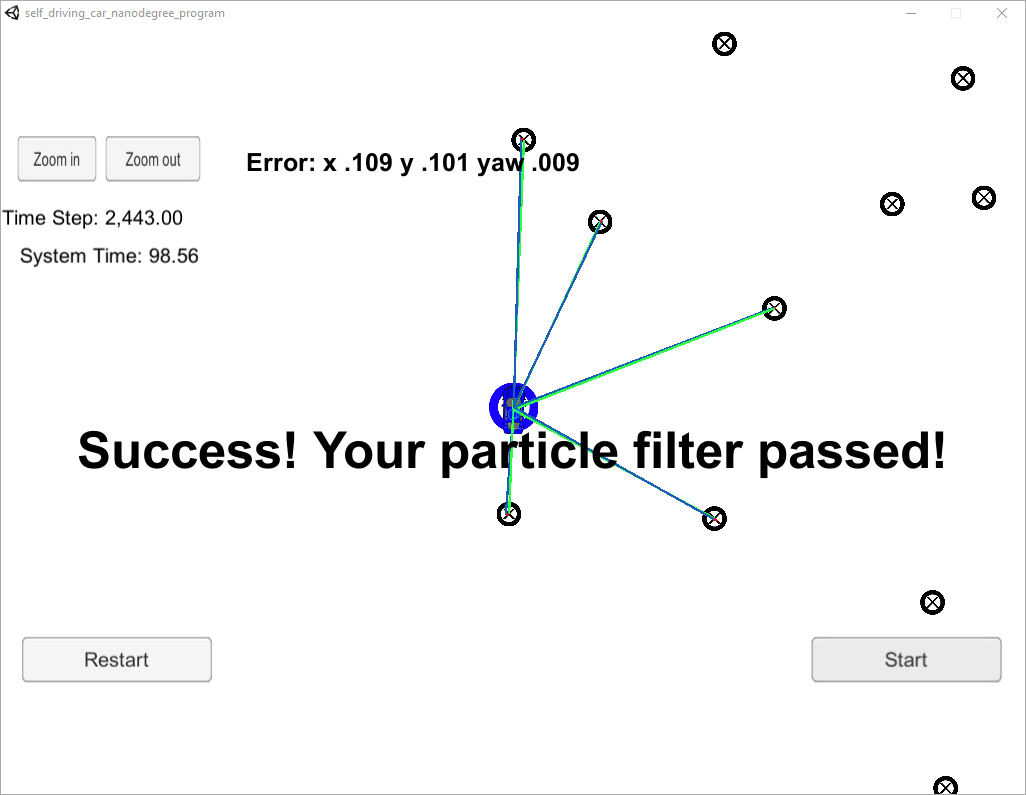 self_driving_car_nanodegree_program
Zoom in
Zoom out
Error: x .109 y .101 yaw .009
Time Step: 2,443.00
System Time: 98.56
Success! Your particle filter passed!
Restart
Start